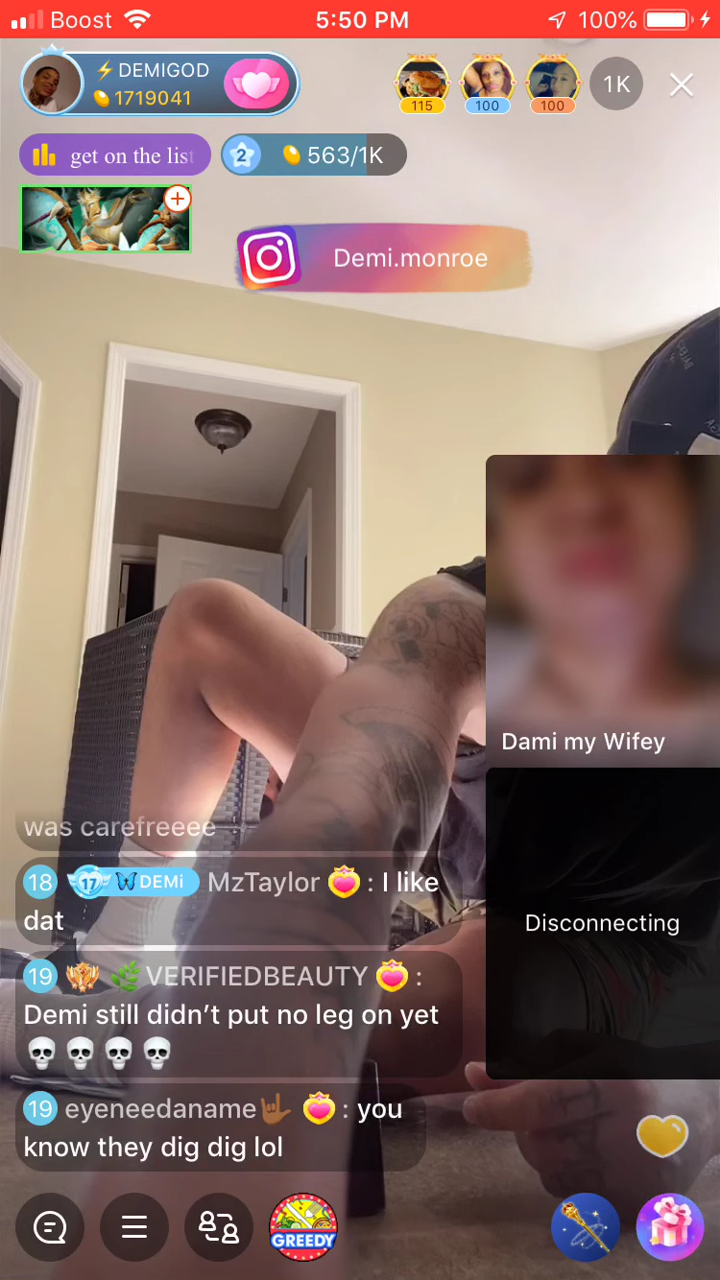 Boost 5:50 PM 100%
⚡DEMIGOD
1719041
115 100 100 1K
get on the list
2 563/1K
Demi.monroe
Dami my Wifey
was carefreeee
18 17 DEMi MzTaylor : I like
dat
Disconnecting
19 VERIFIEDBEAUTY :
Demi still didn't put no leg on yet
💀 💀 💀 💀
19 eyeneedaname🤟🏾 : you
know they dig dig lol
GREEDY